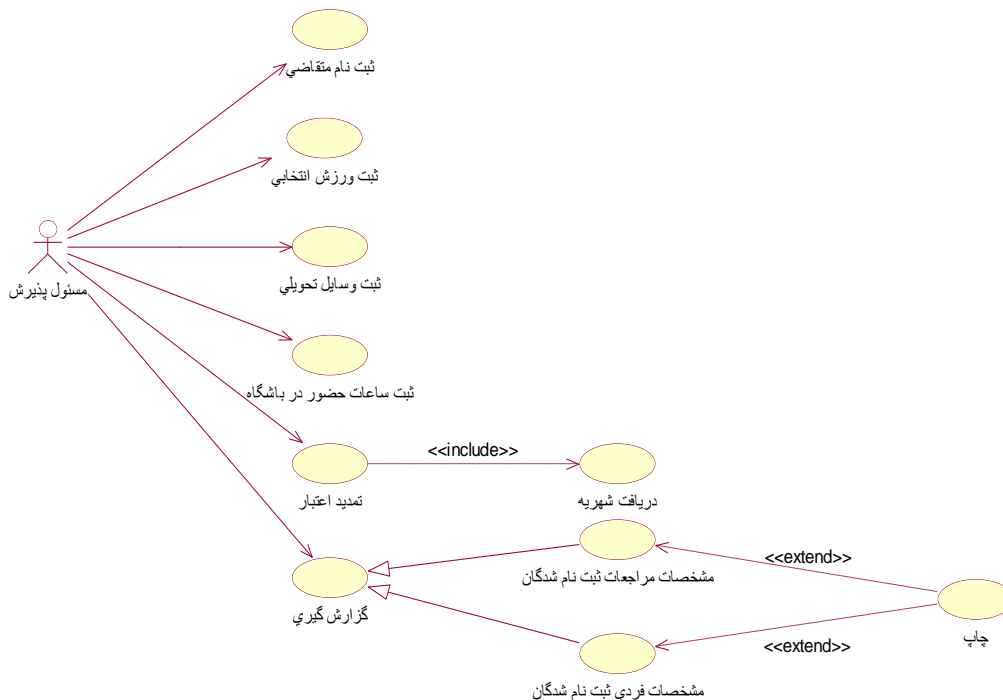 ثبت نام متقاضي
ثبت ورزش انتخابي
ثبت وسايل تحويلي
مسئول پذيرش
ثبت ساعات حضور در باشگاه
<<include>>
تمديد اعتبار
دريافت شهريه
<<extend>>
مشخصات مراجعات ثبت نام شدگان
گزارش گيري
چاپ
<<extend>>
مشخصات فردي ثبت نام شدگان